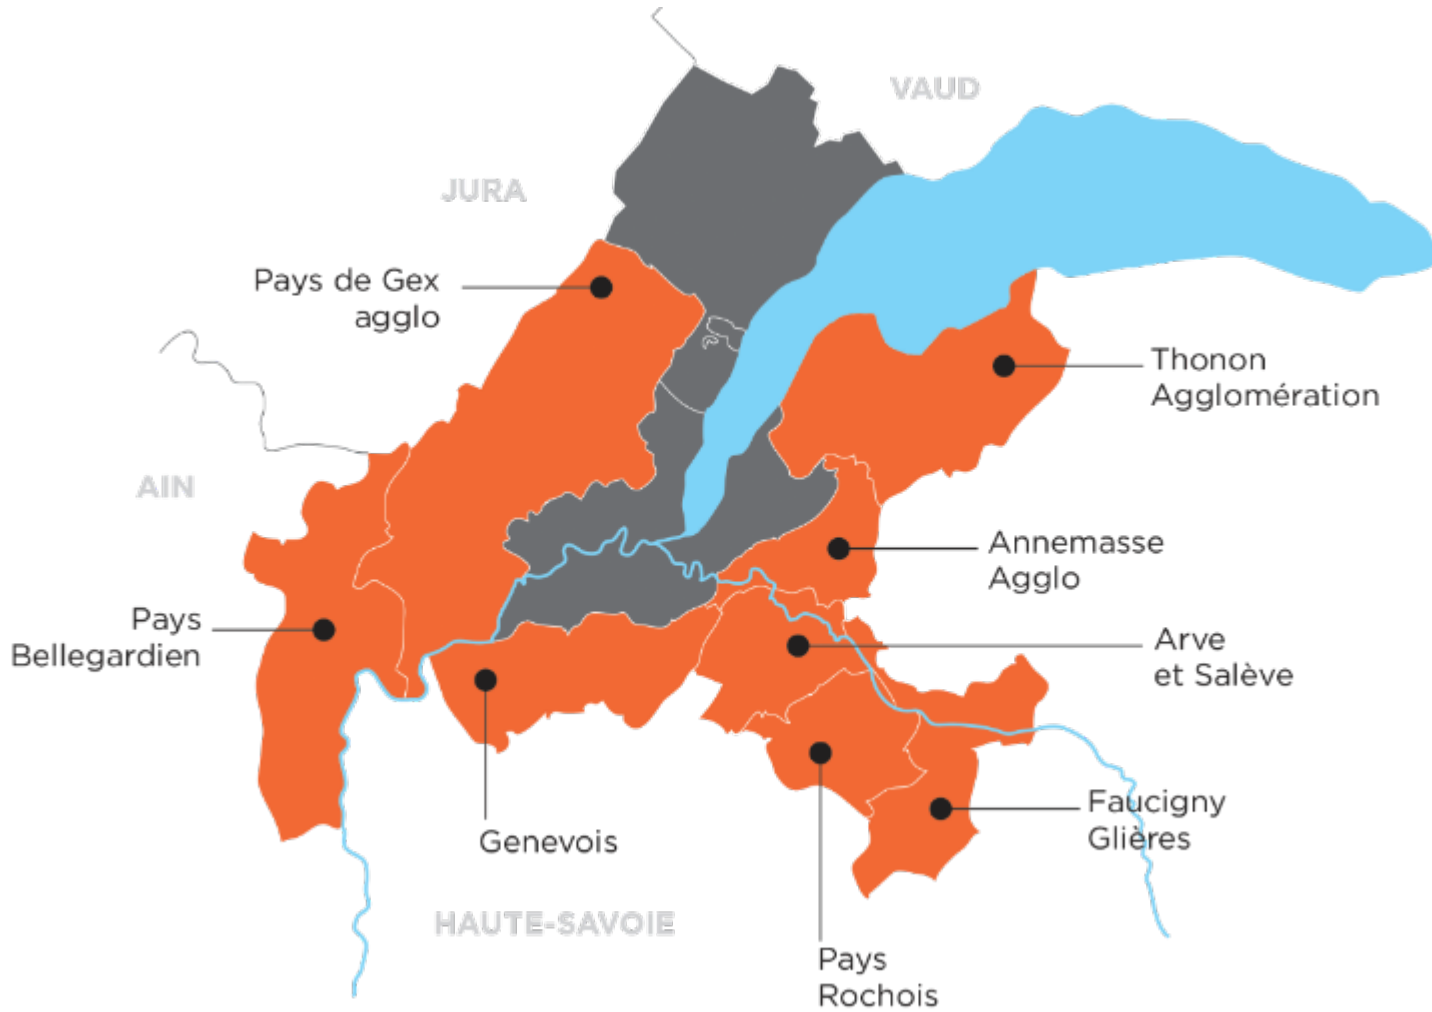 VAUD
JURA
Pays de Gex
agglo
Thonon
Agglomération
AIN
Annemasse
Agglo
Pays
Bellegardien
Arve
et Salève
Genevois
Faucigny
Glières
HAUTE-SAVOIE
Pays
Rochois